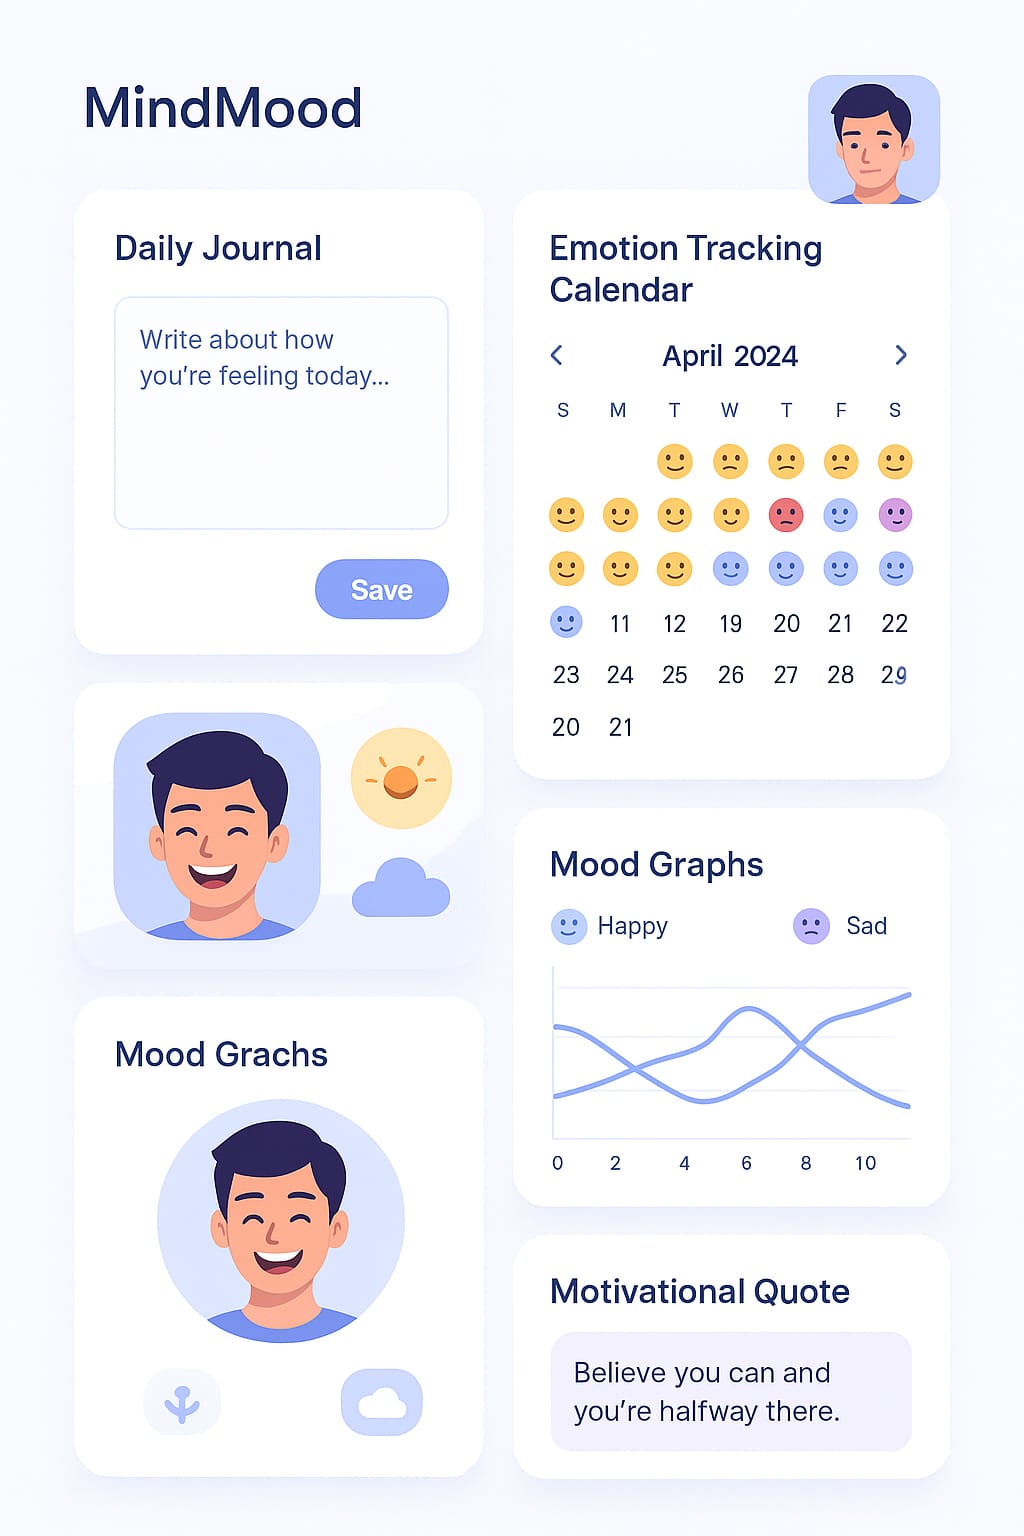 MindMood
Daily Journal
Write about how
you're feeling today...
Save
Emotion Tracking
Calendar
April 2024
S M T W T F S
11 12 19 20 21 22
23 24 25 26 27 28 29
20 21
Mood Grachs
Mood Graphs
Happy Sad
0 2 4 6 8 10
Motivational Quote
Believe you can and
you're halfway there.